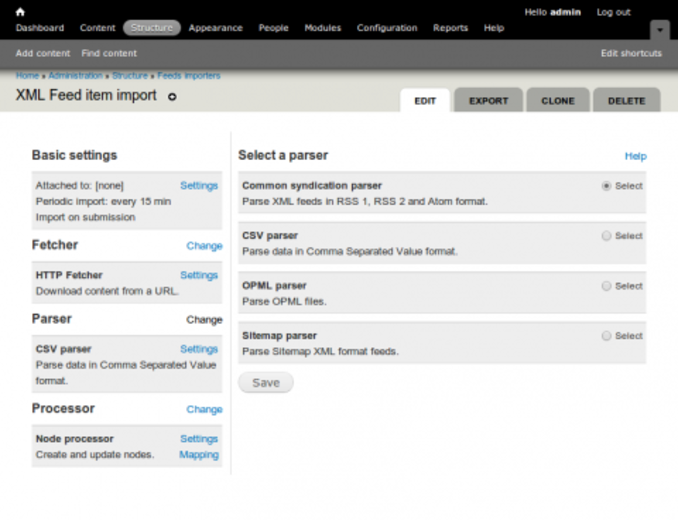 Hello admin Log out
Dashboard Content Structure Appearance People Modules Configuration Reports Help
Add content Find content Edit shortcuts
Home » Administration » Structure » Feeds importers
XML Feed item import
EDIT EXPORT CLONE DELETE
Basic settings
Attached to: [none] Settings
Periodic import: every 15 min
Import on submission
Fetcher Change
HTTP Fetcher Settings
Download content from a URL.
Parser Change
CSV parser Settings
Parse data in Comma Separated Value
format.
Processor Change
Node processor Settings
Create and update nodes. Mapping
Select a parser Help
Common syndication parser Select
Parse XML feeds in RSS 1, RSS 2 and Atom format.
CSV parser Select
Parse data in Comma Separated Value format.
OPML parser Select
Parse OPML files.
Sitemap parser Select
Parse Sitemap XML format feeds.
Save